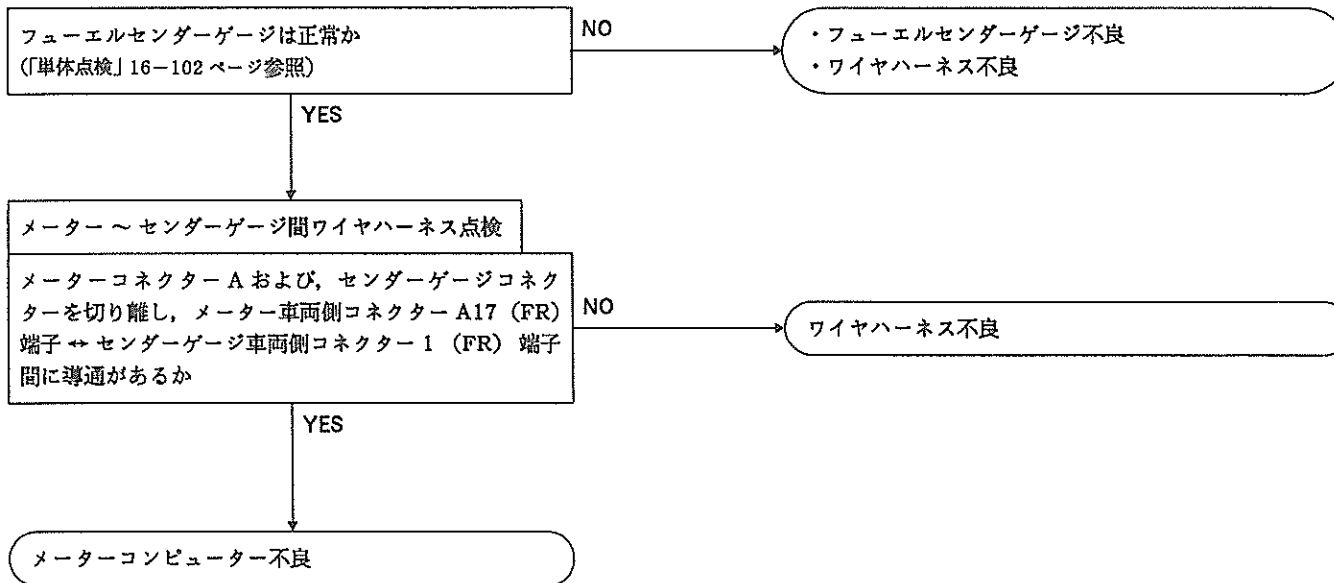 フューエルセンダーゲージは正常か
(「単体点検」16-102 ページ参照)
NO
・フューエルセンダーゲージ不良
・ワイヤハーネス不良
YES
メーター ~ センダーゲージ間ワイヤハーネス点検
メーターコネクター A および, センダーゲージコネク
ターを切り離し, メーター車両側コネクター A17 (FR)
端子 ↔ センダーゲージ車両側コネクター 1 (FR) 端子
間に導通があるか
NO
ワイヤハーネス不良
YES
メーターコンピューター不良